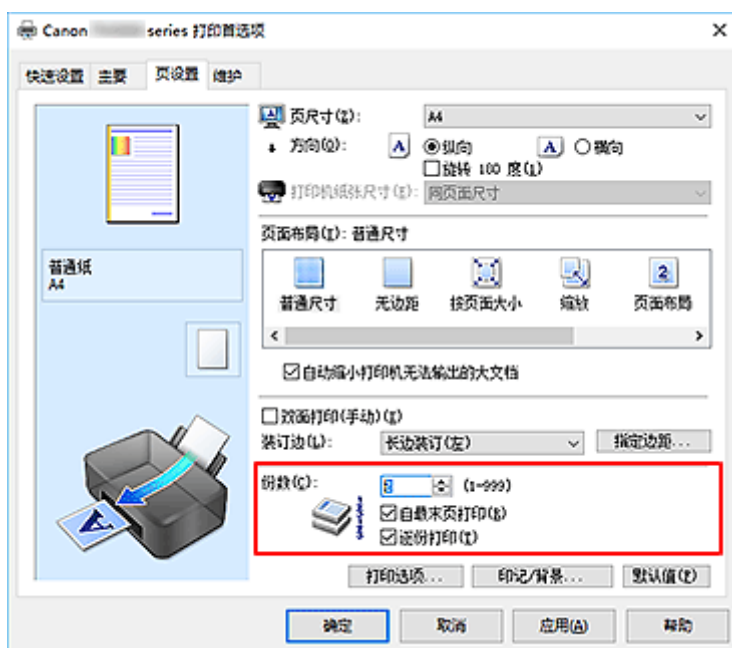 Canon series 打印首选项
快速设置 主要 页设置 维护
页尺寸(Z): A4
方向(O): A 纵向 A 横向
旋转 180 度(L)
打印机纸张尺寸(E): 同页面尺寸
页面布局(I): 普通尺寸
普通纸
A4
普通尺寸 无边距 按页面大小 缩放 页面布局
自动缩小打印机无法输出的大文档
双面打印(手动)(X)
装订边(L): 长边装订(左) 指定边距...
份数(C): (1-999)
自最末页打印(R)
逐份打印(T)
打印选项... 印记/背景... 默认值(F)
确定 取消 应用(A) 帮助